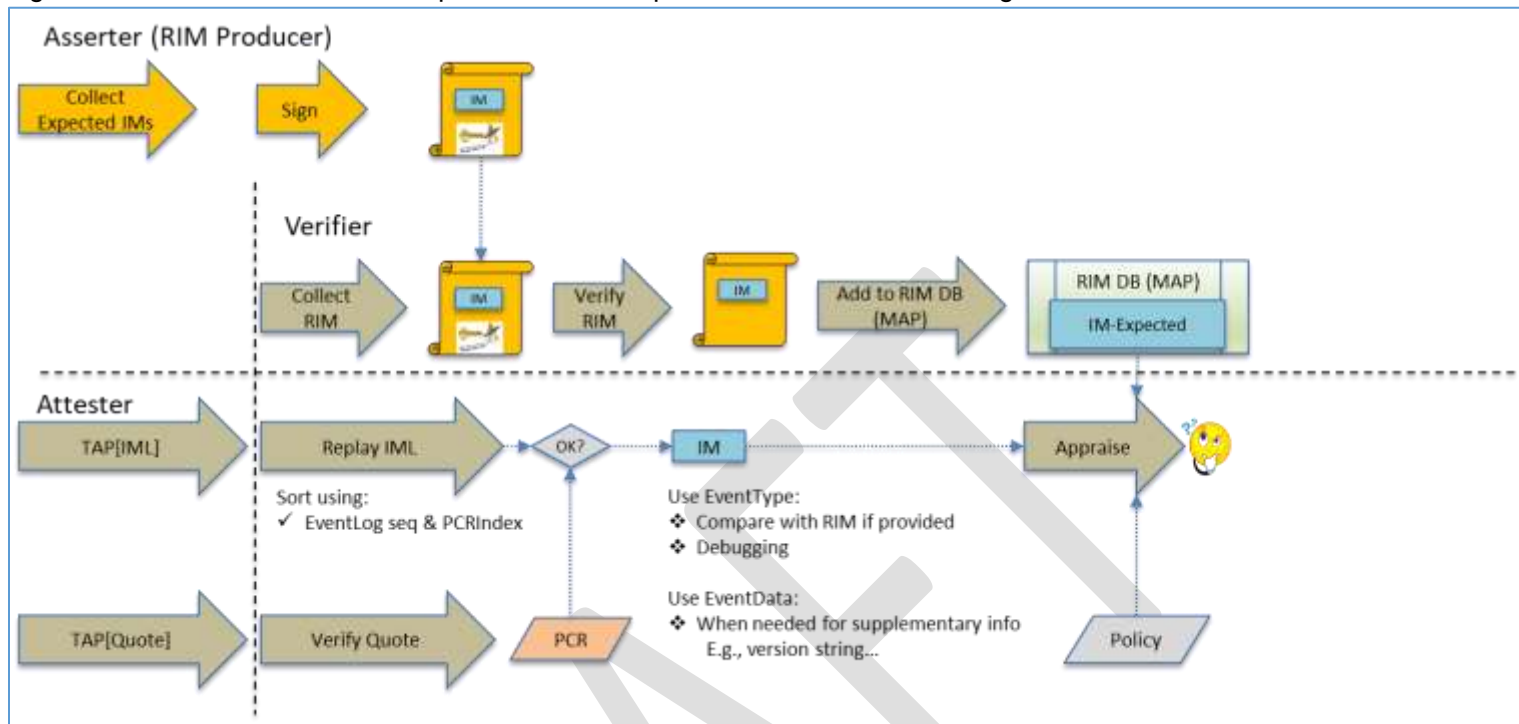 Asserter (RIM Producer)
Collect
Expected IMs
Sign
IM
Verifier
Collect
RIM
IM
Verify
RIM
IM
Add to RIM DB
(MAP)
RIM DB (MAP)
IM-Expected
Attester
TAP[IML]
Replay IML
OK?
IM
Appraise
??
Sort using:
✓ EventLog seq & PCRIndex
Use EventType:
❖ Compare with RIM if provided
❖ Debugging
Use EventData:
❖ When needed for supplementary info
E.g., version string...
TAP[Quote]
Verify Quote
PCR
Policy